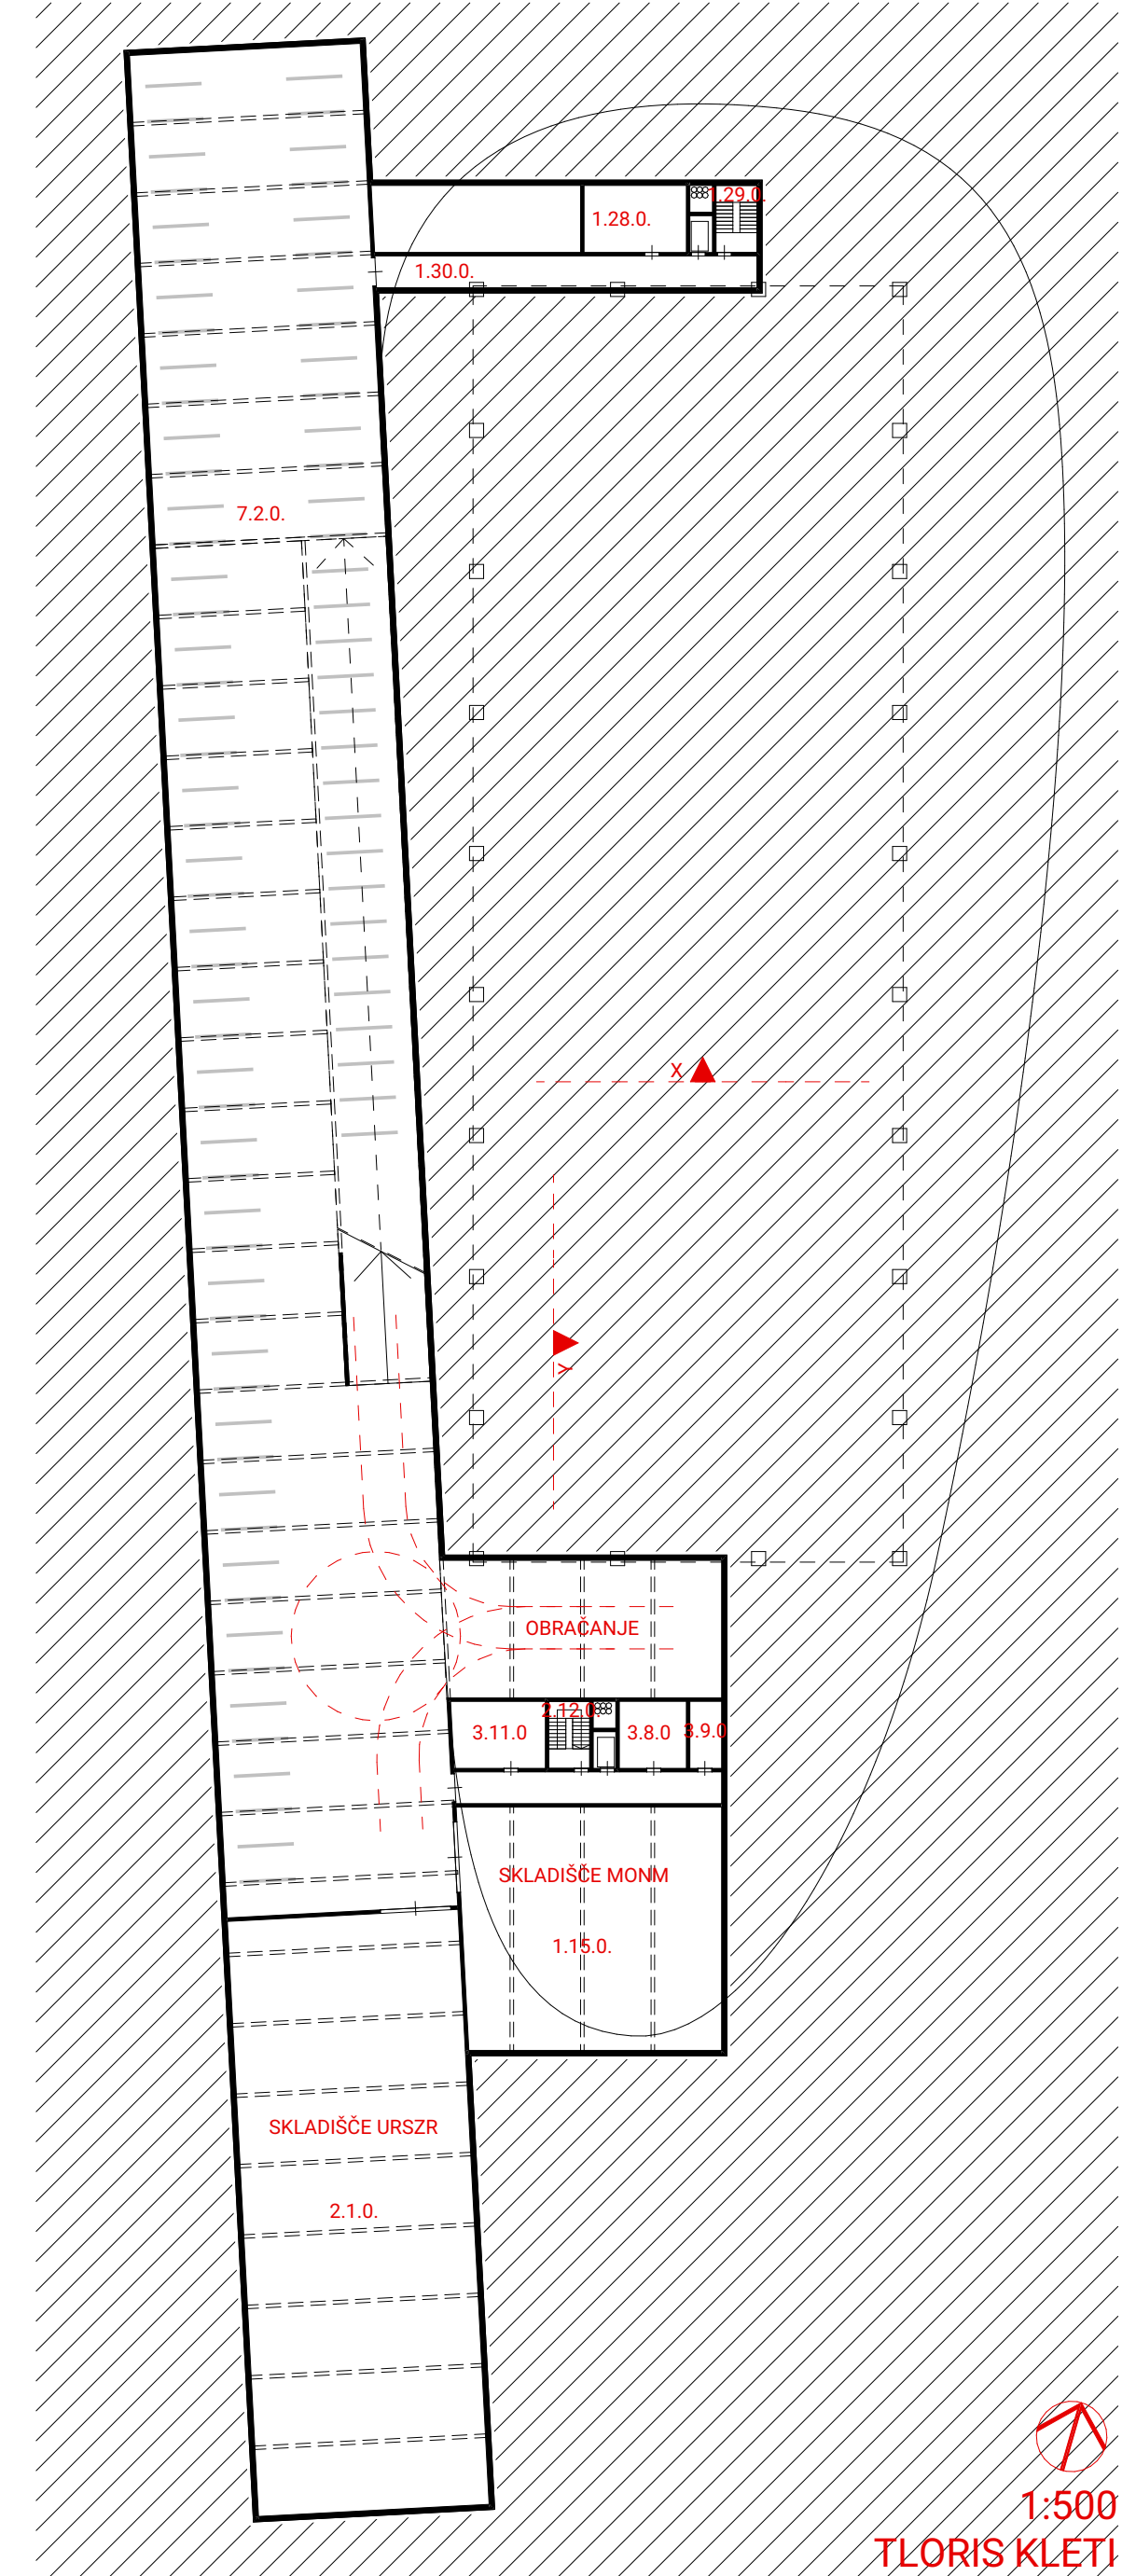 1.29.0.
1.28.0.
1.30.0.
7.2.0.
X
Y
OBRAČANJE
2.12.0.
3.11.0
3.8.0
3.9.0
SKLADIŠČE MONM
1.15.0.
SKLADIŠČE URSZR
2.1.0.
1:500
TLORIS KLETI